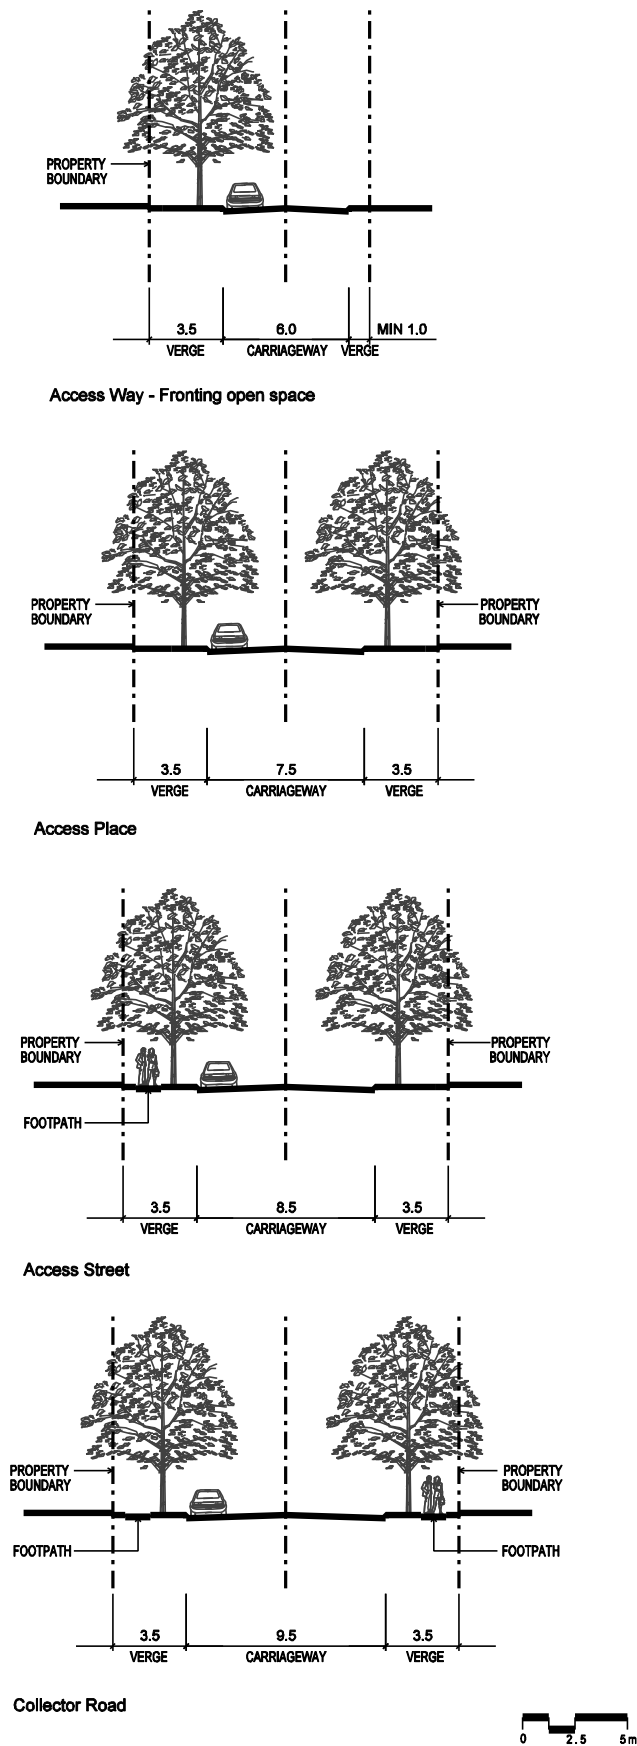 PROPERTY
BOUNDARY
3.5 6.0 MIN 1.0
VERGE CARRIAGEWAY VERGE
Access Way - Fronting open space
PROPERTY PROPERTY
BOUNDARY BOUNDARY
3.5 7.5 3.5
VERGE CARRIAGEWAY VERGE
Access Place
PROPERTY PROPERTY
BOUNDARY BOUNDARY
FOOTPATH
3.5 8.5 3.5
VERGE CARRIAGEWAY VERGE
Access Street
PROPERTY PROPERTY
BOUNDARY BOUNDARY
FOOTPATH FOOTPATH
3.5 9.5 3.5
VERGE CARRIAGEWAY VERGE
Collector Road
0 2.5 5m